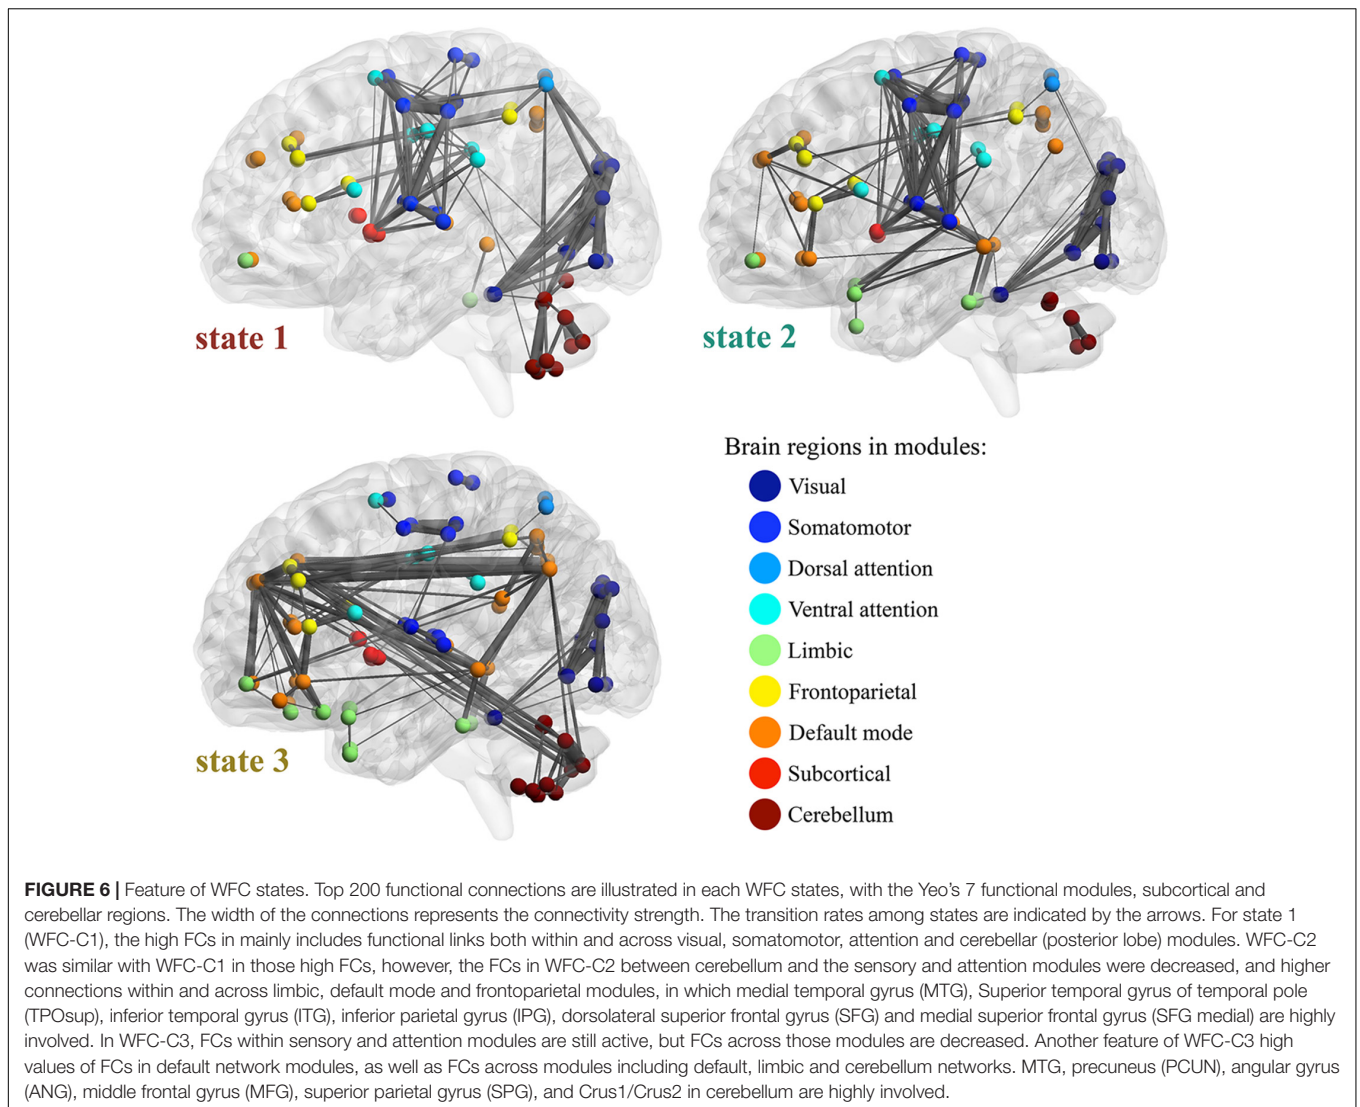 state 1
state 2
state 3
Brain regions in modules:
Visual
Somatomotor
Dorsal attention
Ventral attention
Limbic
Frontoparietal
Default mode
Subcortical
Cerebellum
FIGURE 6 | Feature of WFC states. Top 200 functional connections are illustrated in each WFC states, with the Yeo's 7 functional modules, subcortical and
cerebellar regions. The width of the connections represents the connectivity strength. The transition rates among states are indicated by the arrows. For state 1
(WFC-C1), the high FCs in mainly includes functional links both within and across visual, somatomotor, attention and cerebellar (posterior lobe) modules. WFC-C2
was similar with WFC-C1 in those high FCs, however, the FCs in WFC-C2 between cerebellum and the sensory and attention modules were decreased, and higher
connections within and across limbic, default mode and frontoparietal modules, in which medial temporal gyrus (MTG), Superior temporal gyrus of temporal pole
(TPOsup), inferior temporal gyrus (ITG), inferior parietal gyrus (IPG), dorsolateral superior frontal gyrus (SFG) and medial superior frontal gyrus (SFG medial) are highly
involved. In WFC-C3, FCs within sensory and attention modules are still active, but FCs across those modules are decreased. Another feature of WFC-C3 high
values of FCs in default network modules, as well as FCs across modules including default, limbic and cerebellum networks. MTG, precuneus (PCUN), angular gyrus
(ANG), middle frontal gyrus (MFG), superior parietal gyrus (SPG), and Crus1/Crus2 in cerebellum are highly involved.